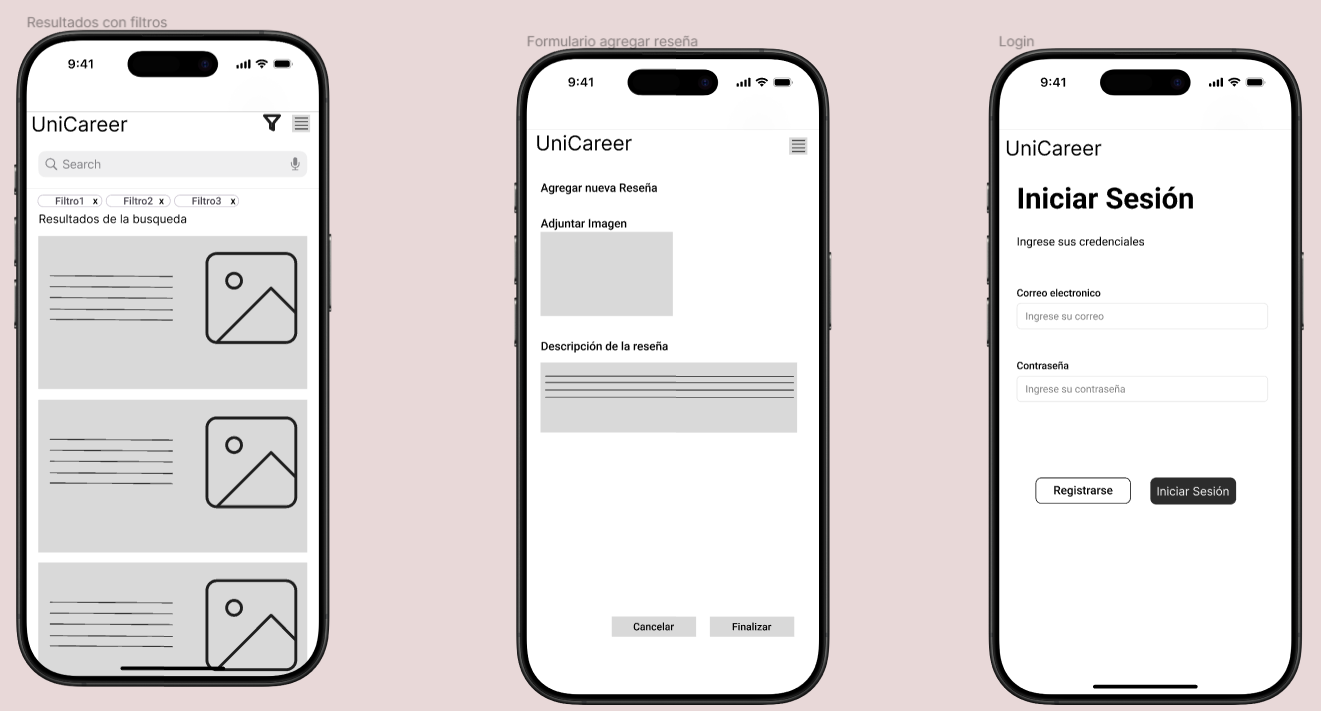 Resultados con filtros
9:41
UniCareer
Search
Filtro1 x Filtro2 x Filtro3 x
Resultados de la busqueda
Formulario agregar reseña
9:41
UniCareer
Agregar nueva Reseña
Adjuntar Imagen
Descripción de la reseña
Cancelar Finalizar
Login
9:41
UniCareer
Iniciar Sesión
Ingrese sus credenciales
Correo electronico
Ingrese su correo
Contraseña
Ingrese su contraseña
Registrarse Iniciar Sesión